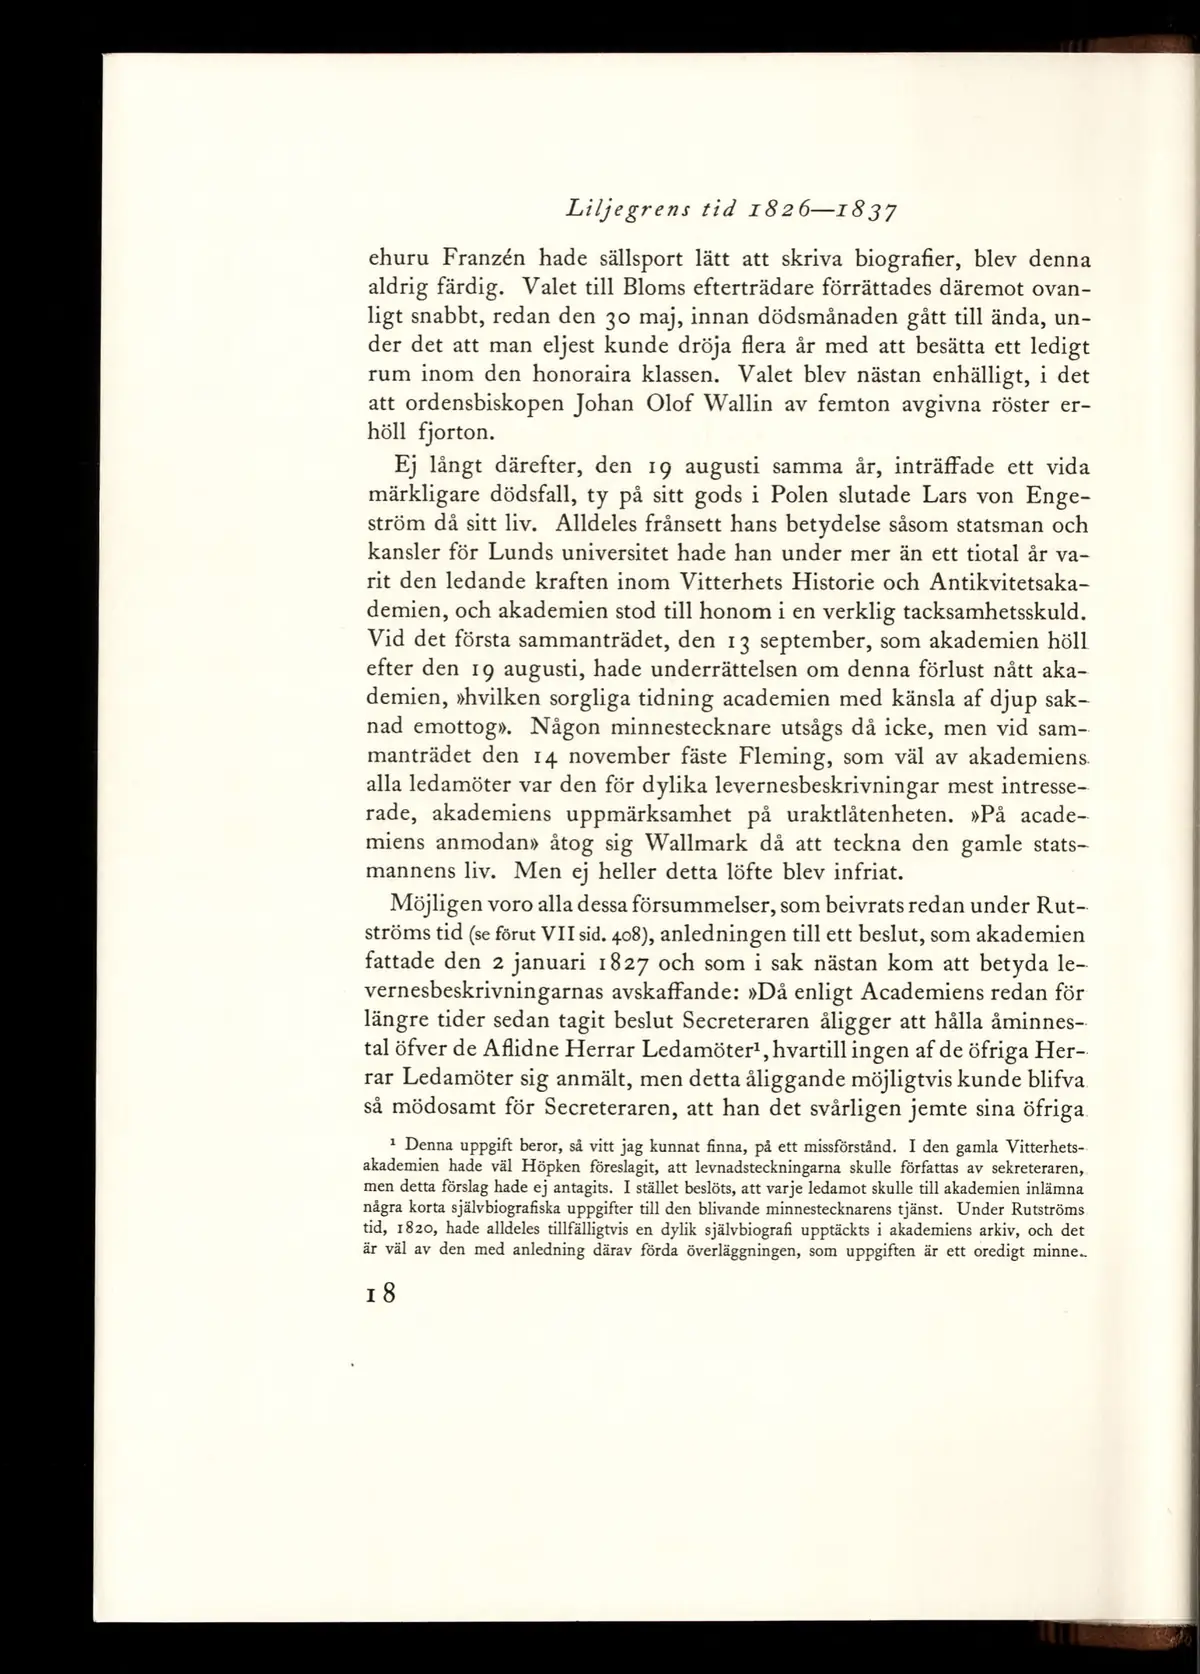 Liljegrens tid 1826—1837
ehuru Franzén hade sällsport lätt att skriva biografier, blev denna
aldrig färdig. Valet till Bloms efterträdare förrättades däremot ovan-
ligt snabbt, redan den 30 maj, innan dödsmånaden gått till ända, un-
der det att man eljest kunde dröja flera år med att besätta ett ledigt
rum inom den honoraira klassen. Valet blev nästan enhälligt, i det
att ordensbiskopen Johan Olof Wallin av femton avgivna röster er-
höll fjorton.
Ej långt därefter, den 19 augusti samma år, inträffade ett vida
märkligare dödsfall, ty på sitt gods i Polen slutade Lars von Enge-
ström då sitt liv. Alldeles frånsett hans betydelse såsom statsman och
kansler för Lunds universitet hade han under mer än ett tiotal år va-
rit den ledande kraften inom Vitterhets Historie och Antikvitetsaka-
demien, och akademien stod till honom i en verklig tacksamhetsskuld.
Vid det första sammanträdet, den 13 september, som akademien höll
efter den 19 augusti, hade underrättelsen om denna förlust nått aka-
demien, »hvilken sorgliga tidning academien med känsla af djup sak-
nad emottog». Någon minnestecknare utsågs då icke, men vid sam-
manträdet den 14 november fäste Fleming, som väl av akademiens
alla ledamöter var den för dylika levernesbeskrivningar mest intresse-
rade, akademiens uppmärksamhet på uraktlåtenheten. »På acade-
miens anmodan» åtog sig Wallmark då att teckna den gamle stats-
mannens liv. Men ej heller detta löfte blev infriat.
Möjligen voro alla dessa försummelser, som beivrats redan under Rut-
ströms tid (se förut VII sid. 408), anledningen till ett beslut, som akademien
fattade den 2 januari 1827 och som i sak nästan kom att betyda le-
vernesbeskrivningarnas avskaffande: »Då enligt Academiens redan för
längre tider sedan tagit beslut Secreteraren åligger att hålla åminnes-
tal öfver de Aflidne Herrar Ledamöter¹, hvartill ingen af de öfriga Her-
rar Ledamöter sig anmält, men detta åliggande möjligtvis kunde blifva
så mödosamt för Secreteraren, att han det svårligen jemte sina öfriga
¹ Denna uppgift beror, så vitt jag kunnat finna, på ett missförstånd. I den gamla Vitterhets-
akademien hade väl Höpken föreslagit, att levnadsteckningarna skulle författas av sekreteraren,
men detta förslag hade ej antagits. I stället beslöts, att varje ledamot skulle till akademien inlämna
några korta självbiografiska uppgifter till den blivande minnestecknarens tjänst. Under Rutströms
tid, 1820, hade alldeles tillfälligtvis en dylik självbiografi upptäckts i akademiens arkiv, och det
är väl av den med anledning därav förda överläggningen, som uppgiften är ett oredigt minne.
18